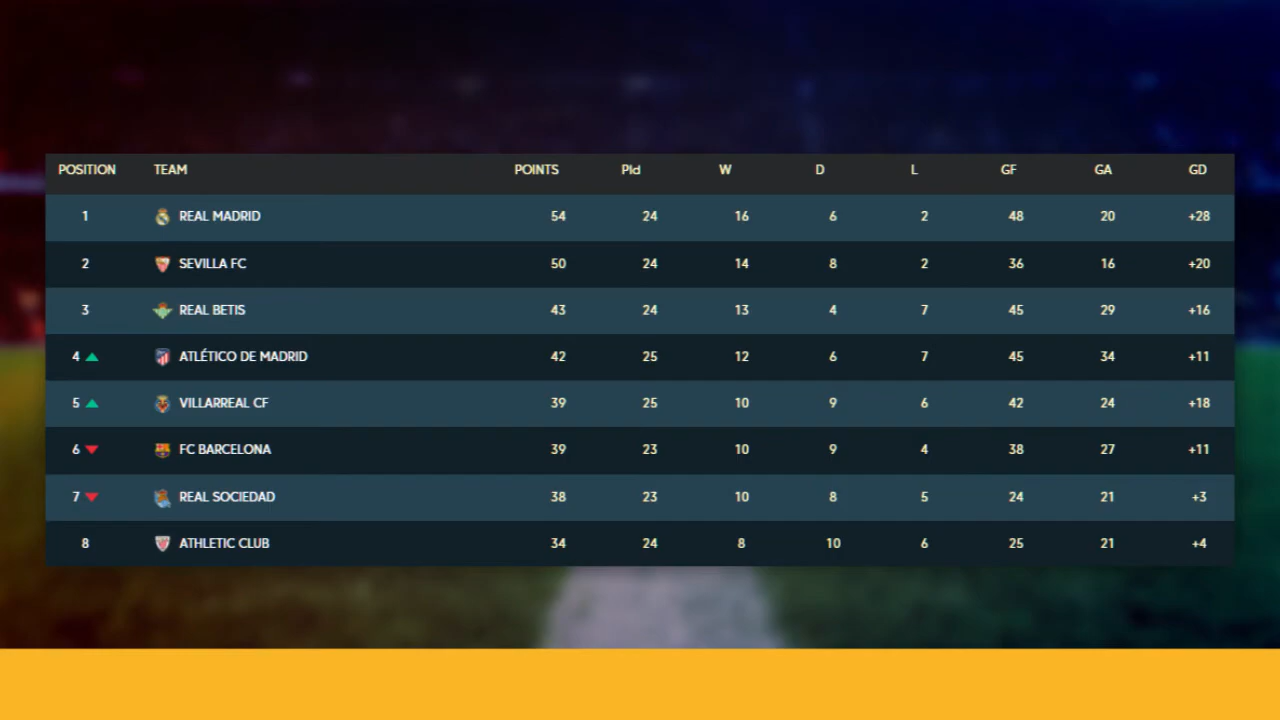 POSITION TEAM POINTS Pld W D L GF GA GD
1 REAL MADRID 54 24 16 6 2 48 20 +28
2 SEVILLA FC 50 24 14 8 2 36 16 +20
3 REAL BETIS 43 24 13 4 7 45 29 +16
4 ATLÉTICO DE MADRID 42 25 12 6 7 45 34 +11
5 VILLARREAL CF 39 25 10 9 6 42 24 +18
6 FC BARCELONA 39 23 10 9 4 38 27 +11
7 REAL SOCIEDAD 38 23 10 8 5 24 21 +3
8 ATHLETIC CLUB 34 24 8 10 6 25 21 +4